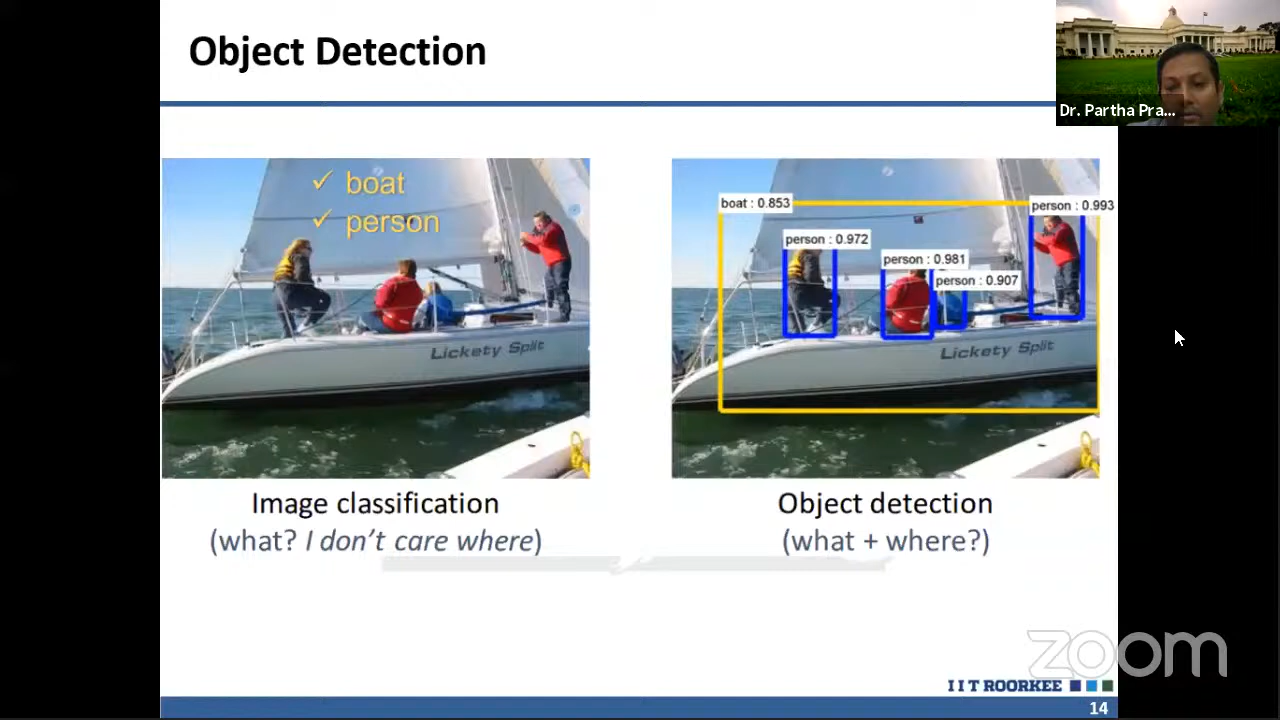 Object Detection
Dr. Partha Pra...
✓ boat
✓ person
Lickety Split
boat : 0.853
person : 0.993
person : 0.972
person : 0.981
person : 0.907
Lickety Split
Image classification
(what? I don't care where)
Object detection
(what + where?)
zoom
I I T ROORKEE
14